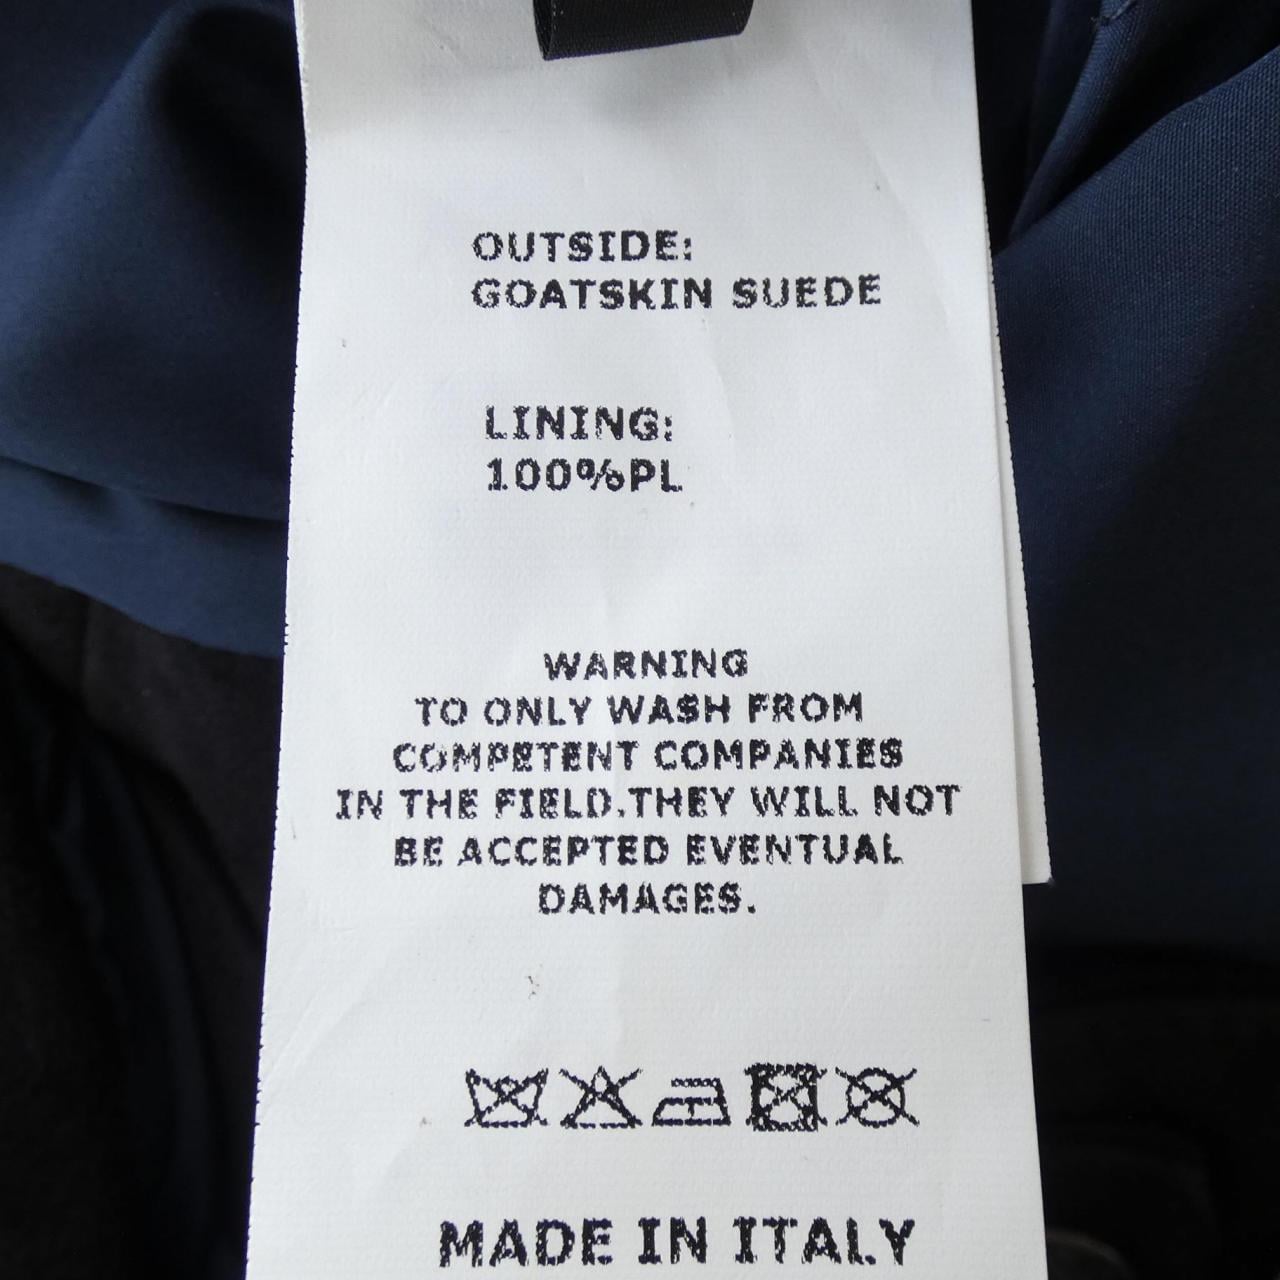 OUTSIDE:
GOATSKIN SUEDE
LINING:
100%PL
WARNING
TO ONLY WASH FROM
COMPETENT COMPANIES
IN THE FIELD.THEY WILL NOT
BE ACCEPTED EVENTUAL
DAMAGES.
MADE IN ITALY